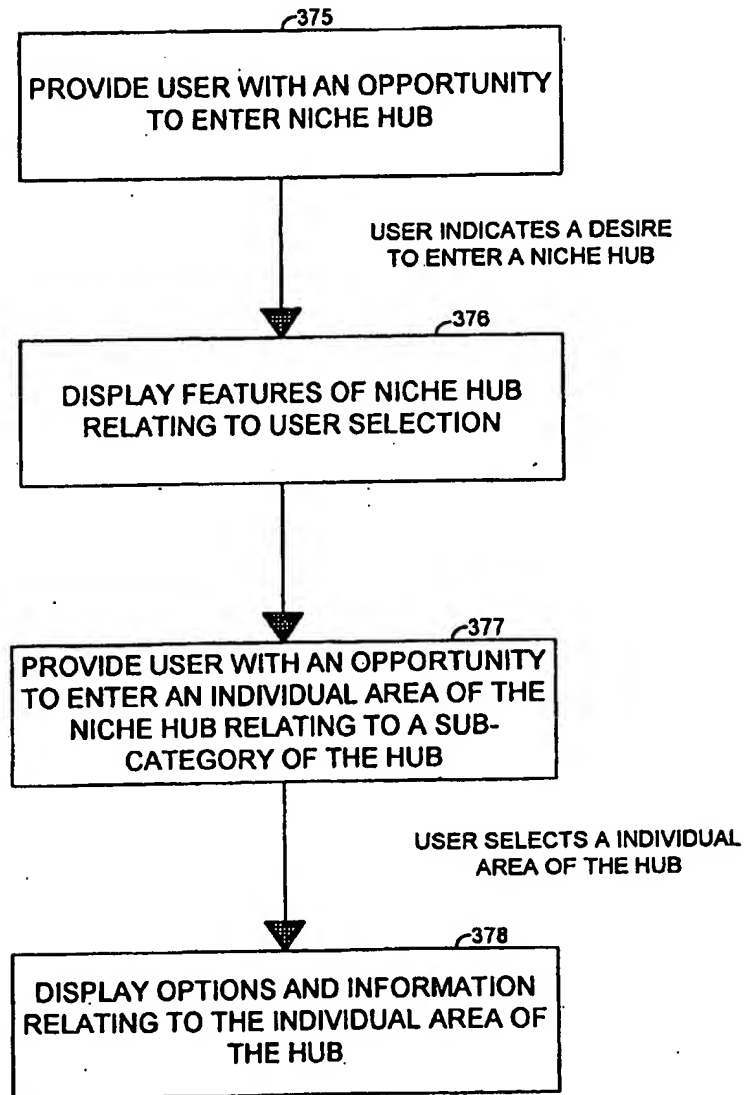 375
PROVIDE USER WITH AN OPPORTUNITY
TO ENTER NICHE HUB
USER INDICATES A DESIRE
TO ENTER A NICHE HUB
376
DISPLAY FEATURES OF NICHE HUB
RELATING TO USER SELECTION
377
PROVIDE USER WITH AN OPPORTUNITY
TO ENTER AN INDIVIDUAL AREA OF THE
NICHE HUB RELATING TO A SUB-
CATEGORY OF THE HUB
USER SELECTS A INDIVIDUAL
AREA OF THE HUB
378
DISPLAY OPTIONS AND INFORMATION
RELATING TO THE INDIVIDUAL AREA OF
THE HUB